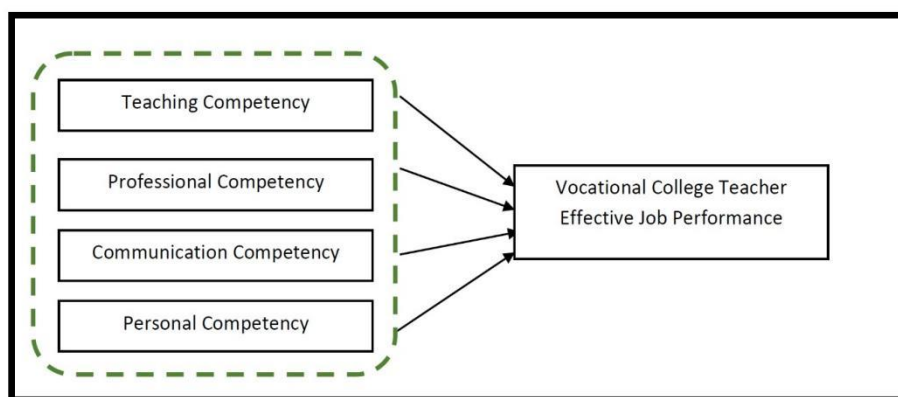 Teaching Competency
Professional Competency
Communication Competency
Personal Competency
Vocational College Teacher
Effective Job Performance